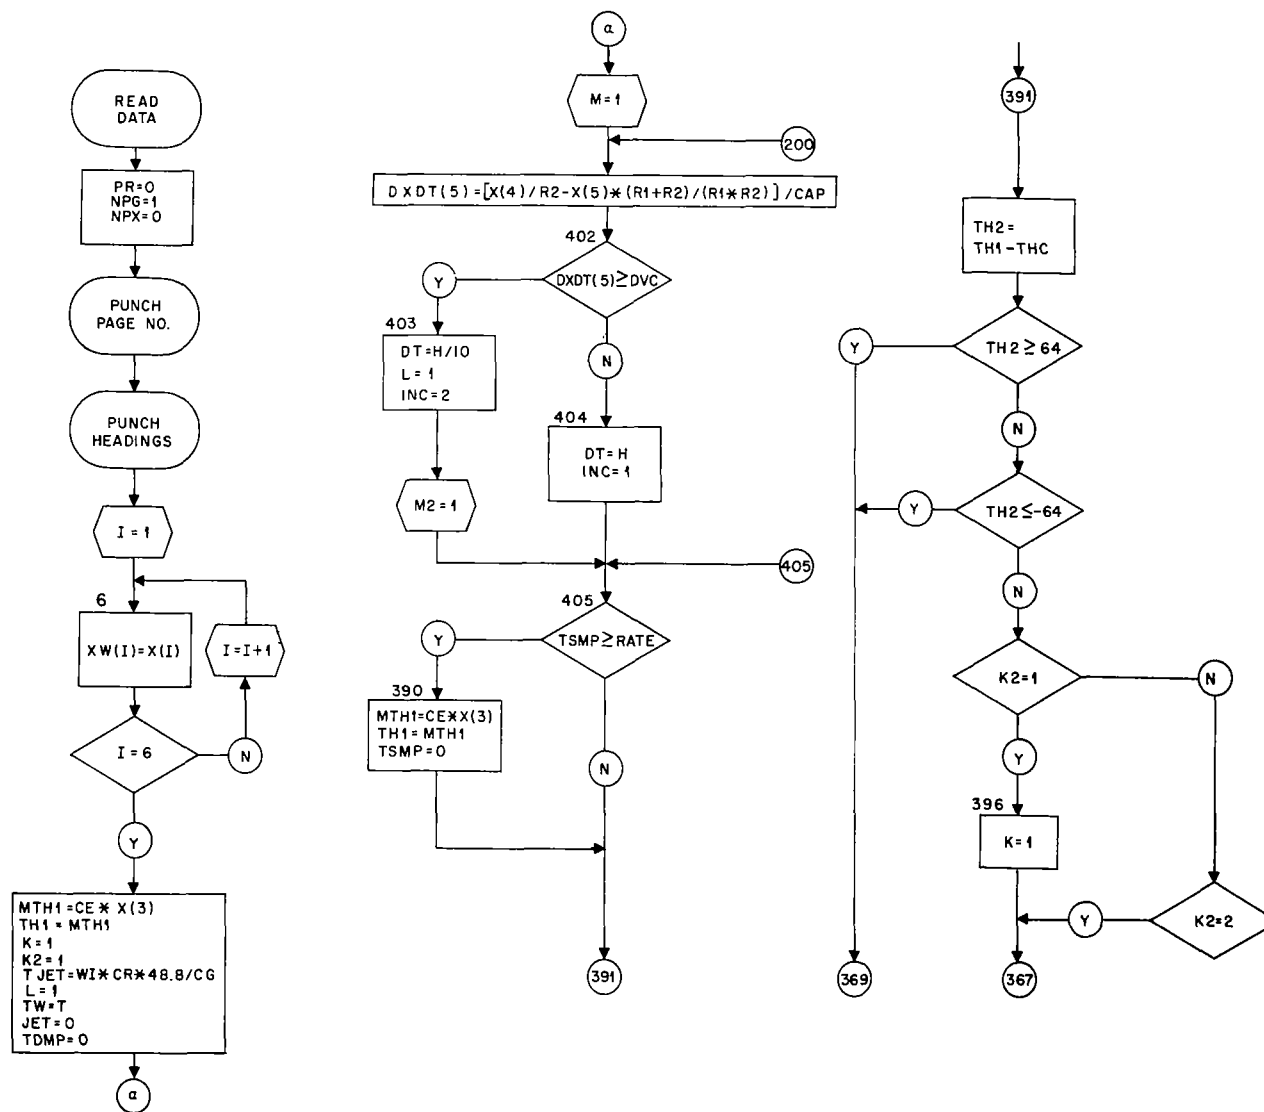 READ
DATA
PR=0
NPG=1
NPX=0
PUNCH
PAGE NO.
PUNCH
HEADINGS
I=1
6
XW(I)=X(I)
I=I+1
I=6
N
Y
MTH1=CE* X(3)
TH1=MTH1
K=1
K2=1
TJET=WI*CR*48.8/CG
L=1
TW=T
JET=0
TDMP=0
α
α
M=1
200
DXDT(5)=[X(4)/R2-X(5)*(R1+R2)/(R1*R2)]/CAP
402
DXDT(5)≥DVC
Y
403
DT=H/10
L=1
INC=2
N
404
DT=H
INC=1
M2=1
405
405
TSMP≥RATE
Y
390
MTH1=CE*X(3)
TH1=MTH1
TSMP=0
N
391
391
TH2=
TH1-THC
TH2≥64
Y
N
TH2≤-64
Y
N
K2=1
N
Y
396
K=1
K2=2
Y
369
367